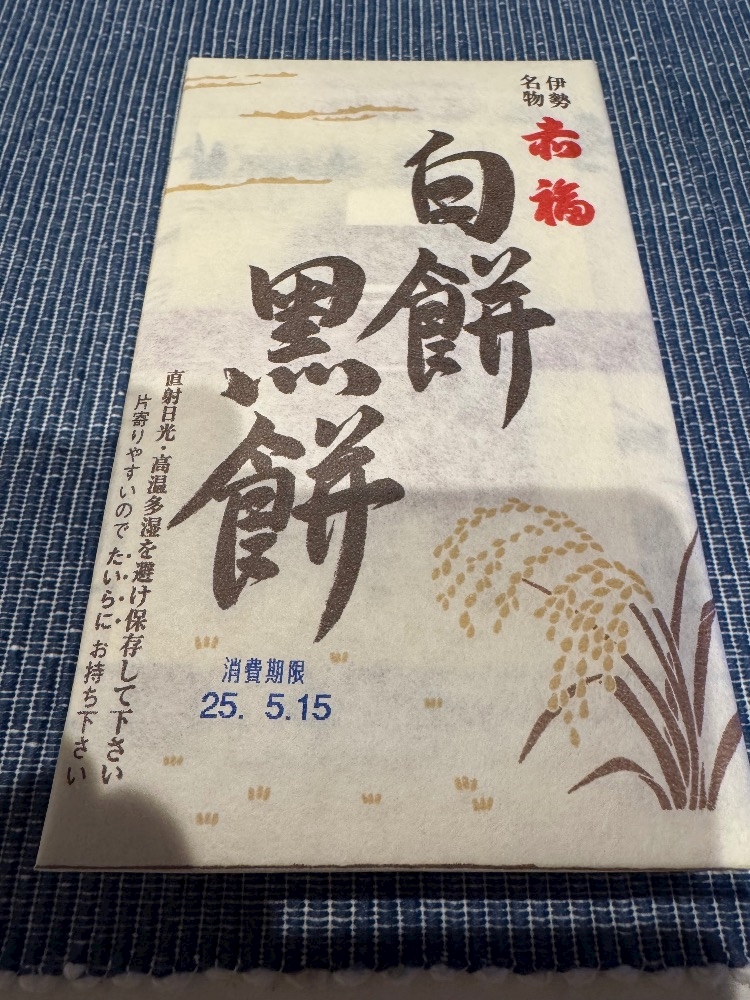 伊勢
名物
赤福
白餅
黒餅
直射日光・高温多湿を避け保存して下さい
片寄りやすいので たいらに お持ち下さい
消費期限
25. 5.15